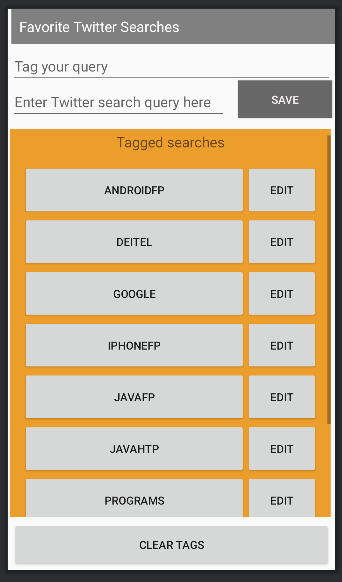 Favorite Twitter Searches
Tag your query
Enter Twitter search query here SAVE
Tagged searches
ANDROIDFP EDIT
DEITEL EDIT
GOOGLE EDIT
IPHONEFP EDIT
JAVAFP EDIT
JAVAHTP EDIT
PROGRAMS EDIT
CLEAR TAGS